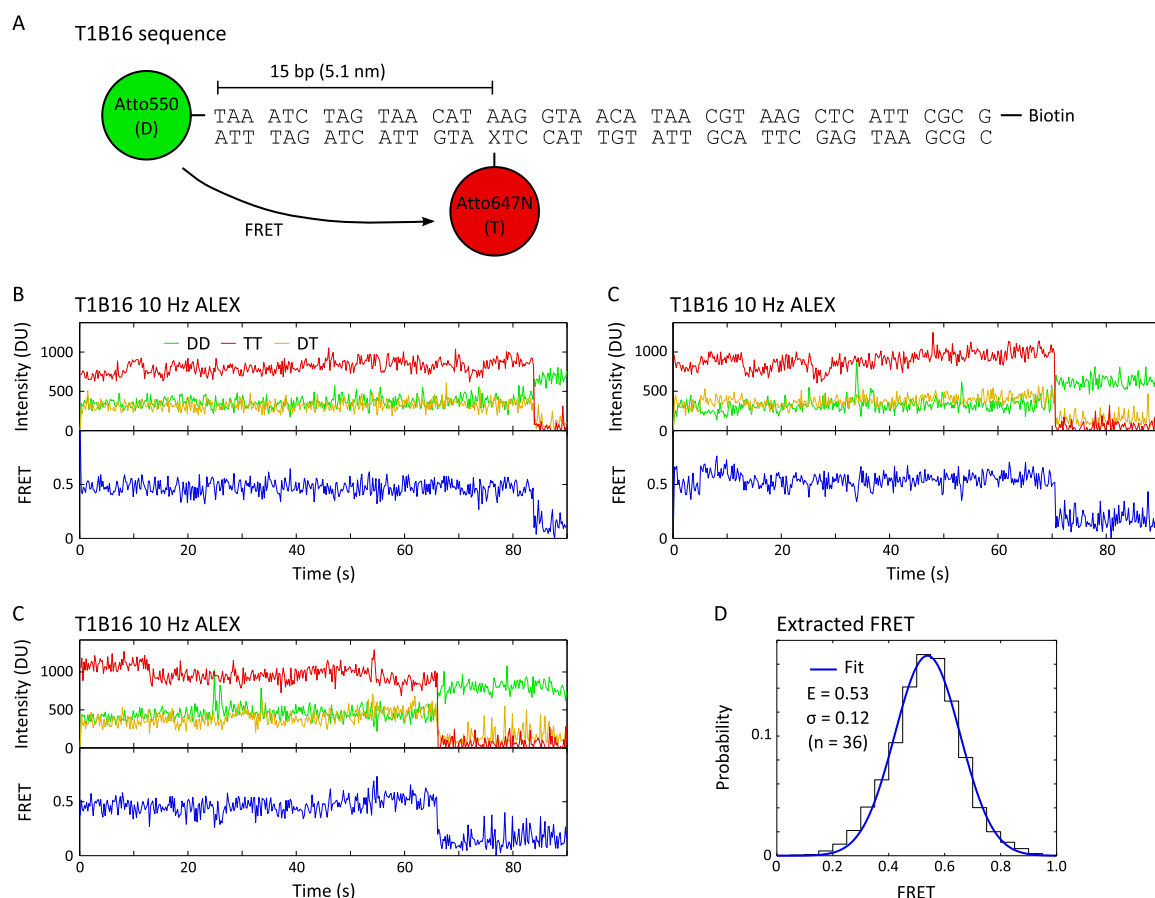 A
T1B16 sequence
15 bp (5.1 nm)
Atto550
(D)
TAA ATC TAG TAA CAT AAG GTA ACA TAA CGT AAG CTC ATT CGC G
Biotin
ATT TAG ATC ATT GTA XTC CAT TGT ATT GCA TTC GAG TAA GCG C
Atto647N
(T)
FRET
B
T1B16 10 Hz ALEX
DD TT DT
Intensity (DU)
1000
500
0
FRET
0.5
0
0 20 40 60 80
Time (s)
C
T1B16 10 Hz ALEX
Intensity (DU)
1000
500
0
FRET
0.5
0
0 20 40 60 80
Time (s)
C
T1B16 10 Hz ALEX
Intensity (DU)
1000
500
0
FRET
0.5
0
0 20 40 60 80
Time (s)
D
Extracted FRET
Fit
E = 0.53
σ = 0.12
(n = 36)
Probability
0.1
0
0 0.2 0.4 0.6 0.8 1.0
FRET